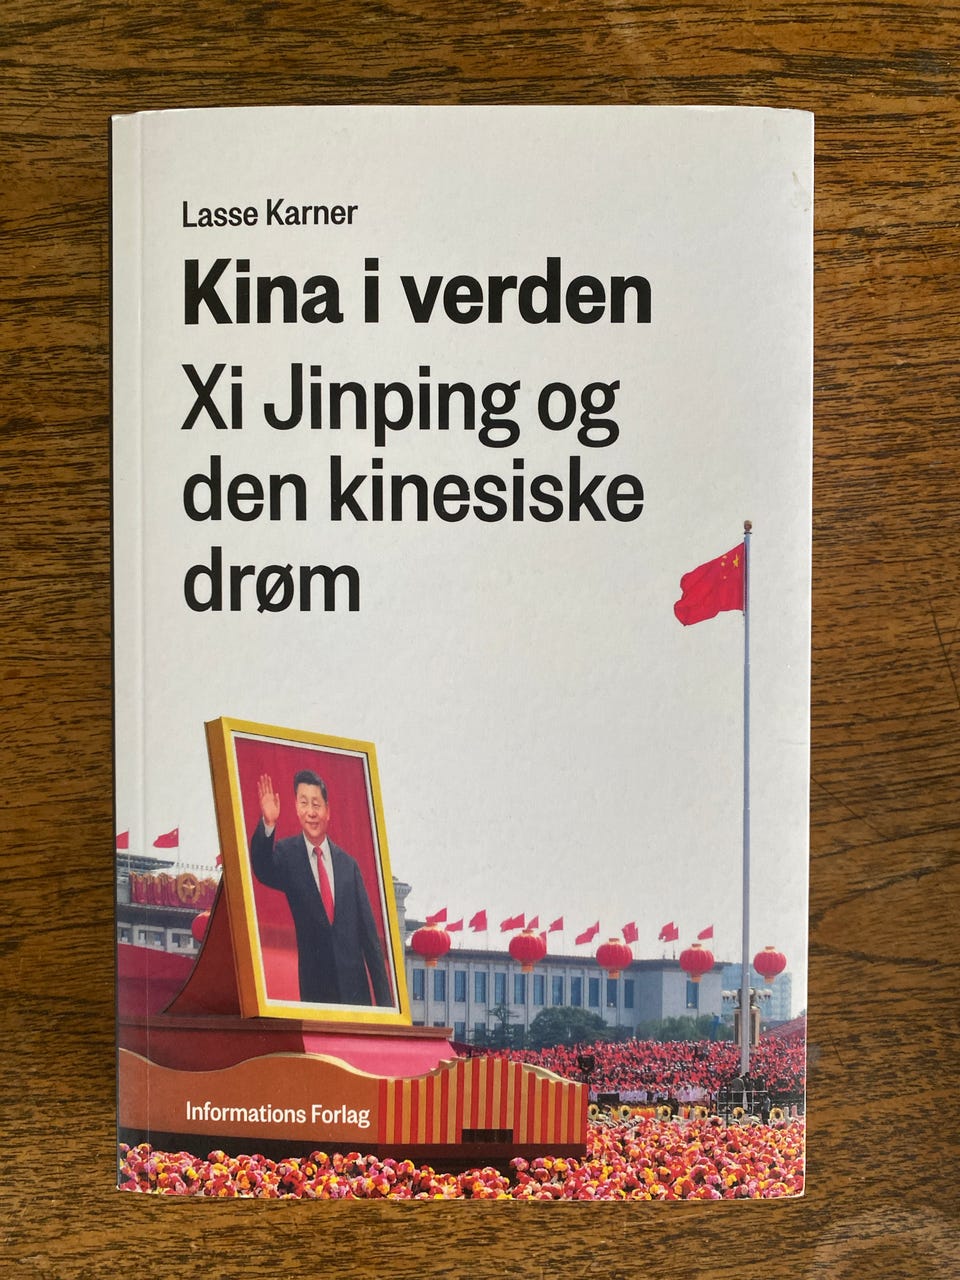 Lasse Karner
Kina i verden
Xi Jinping og
den kinesiske
drøm
Informations Forlag